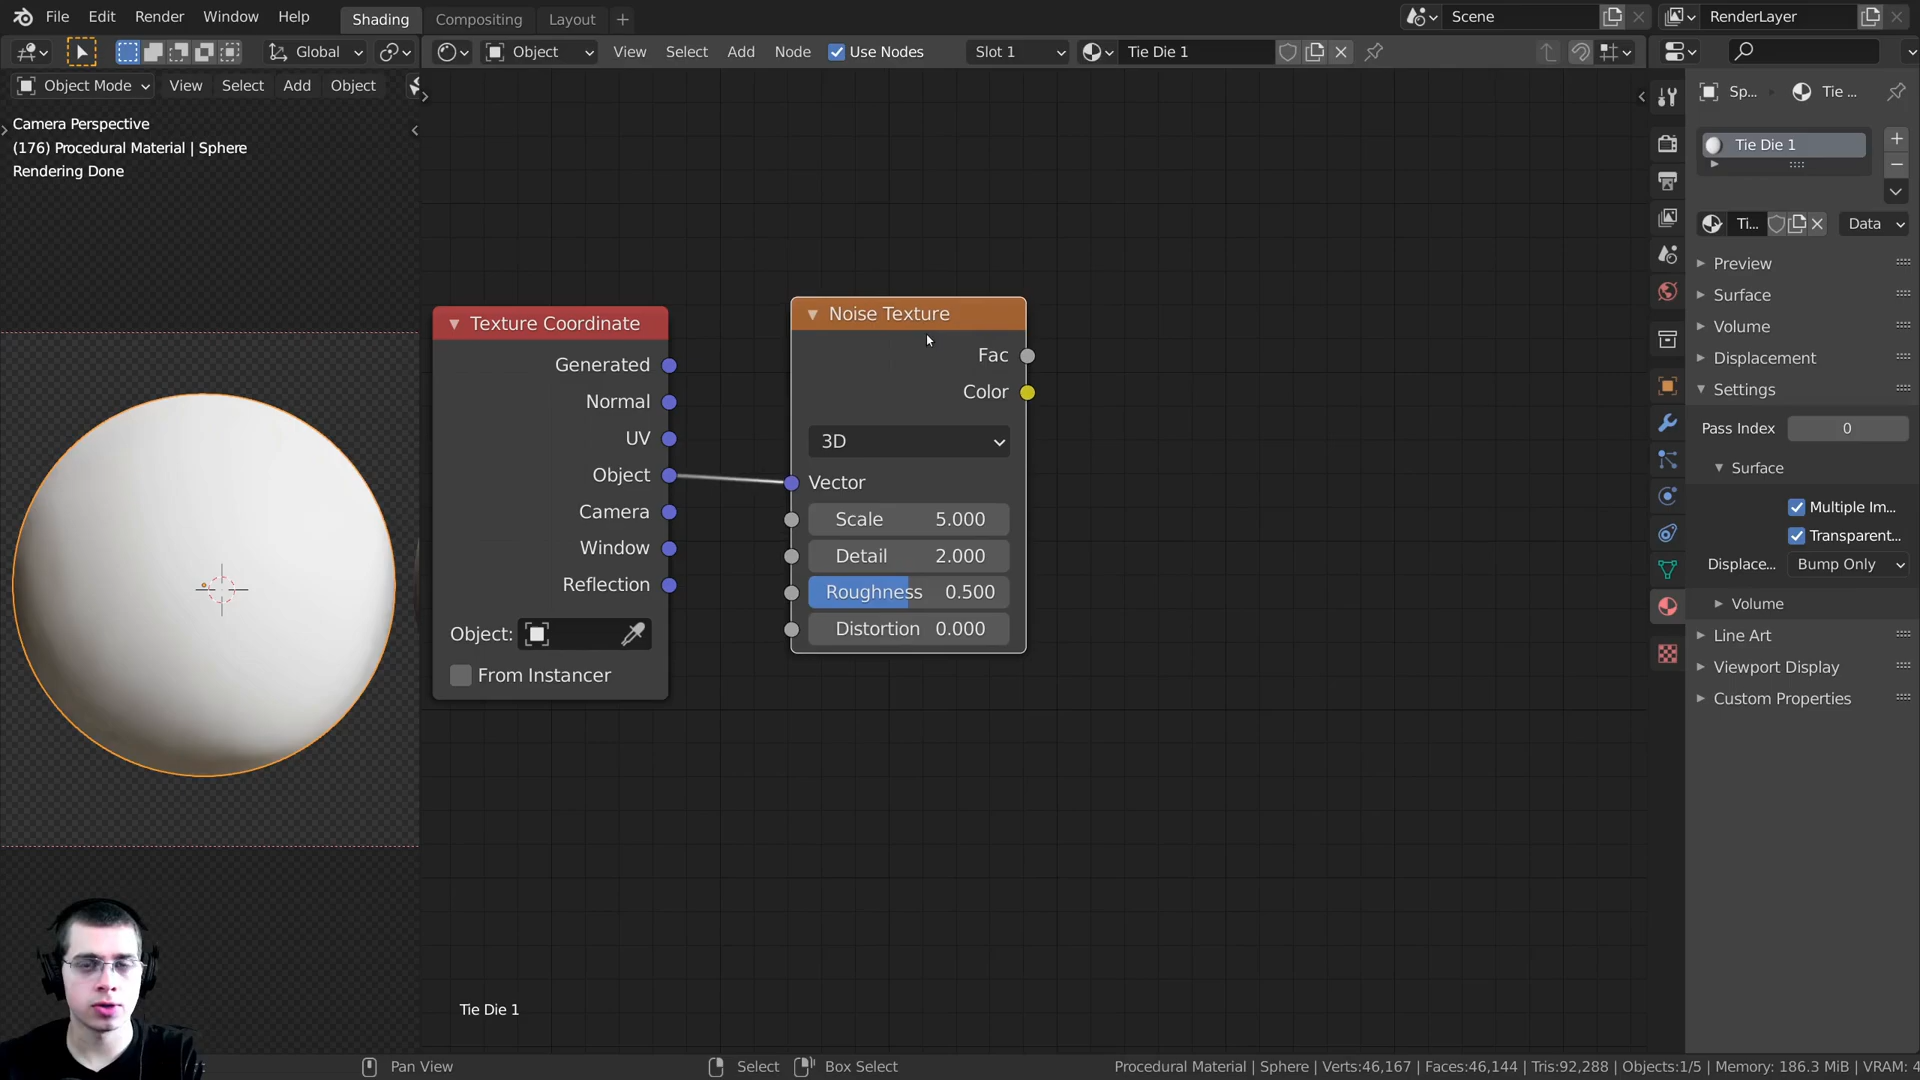 File Edit Render Window Help Shading Compositing Layout + Scene RenderLayer
Global Object View Select Add Node Use Nodes Slot 1 Tie Die 1
Object Mode View Select Add Object
Sp... Tie ...
Camera Perspective
(176) Procedural Material | Sphere
Rendering Done
Tie Die 1
Ti... Data
Preview
Surface
Volume
Displacement
Settings
Pass Index 0
Surface
Multiple Im...
Transparent...
Displace... Bump Only
Volume
Line Art
Viewport Display
Custom Properties
Texture Coordinate
Generated
Normal
UV
Object
Camera
Window
Reflection
Object:
From Instancer
Noise Texture
Fac
Color
3D
Vector
Scale 5.000
Detail 2.000
Roughness 0.500
Distortion 0.000
Tie Die 1
Pan View Select Box Select Procedural Material | Sphere | Verts:46,167 | Faces:46,144 | Tris:92,288 | Objects:1/5 | Memory: 186.3 MiB | VRAM: 4